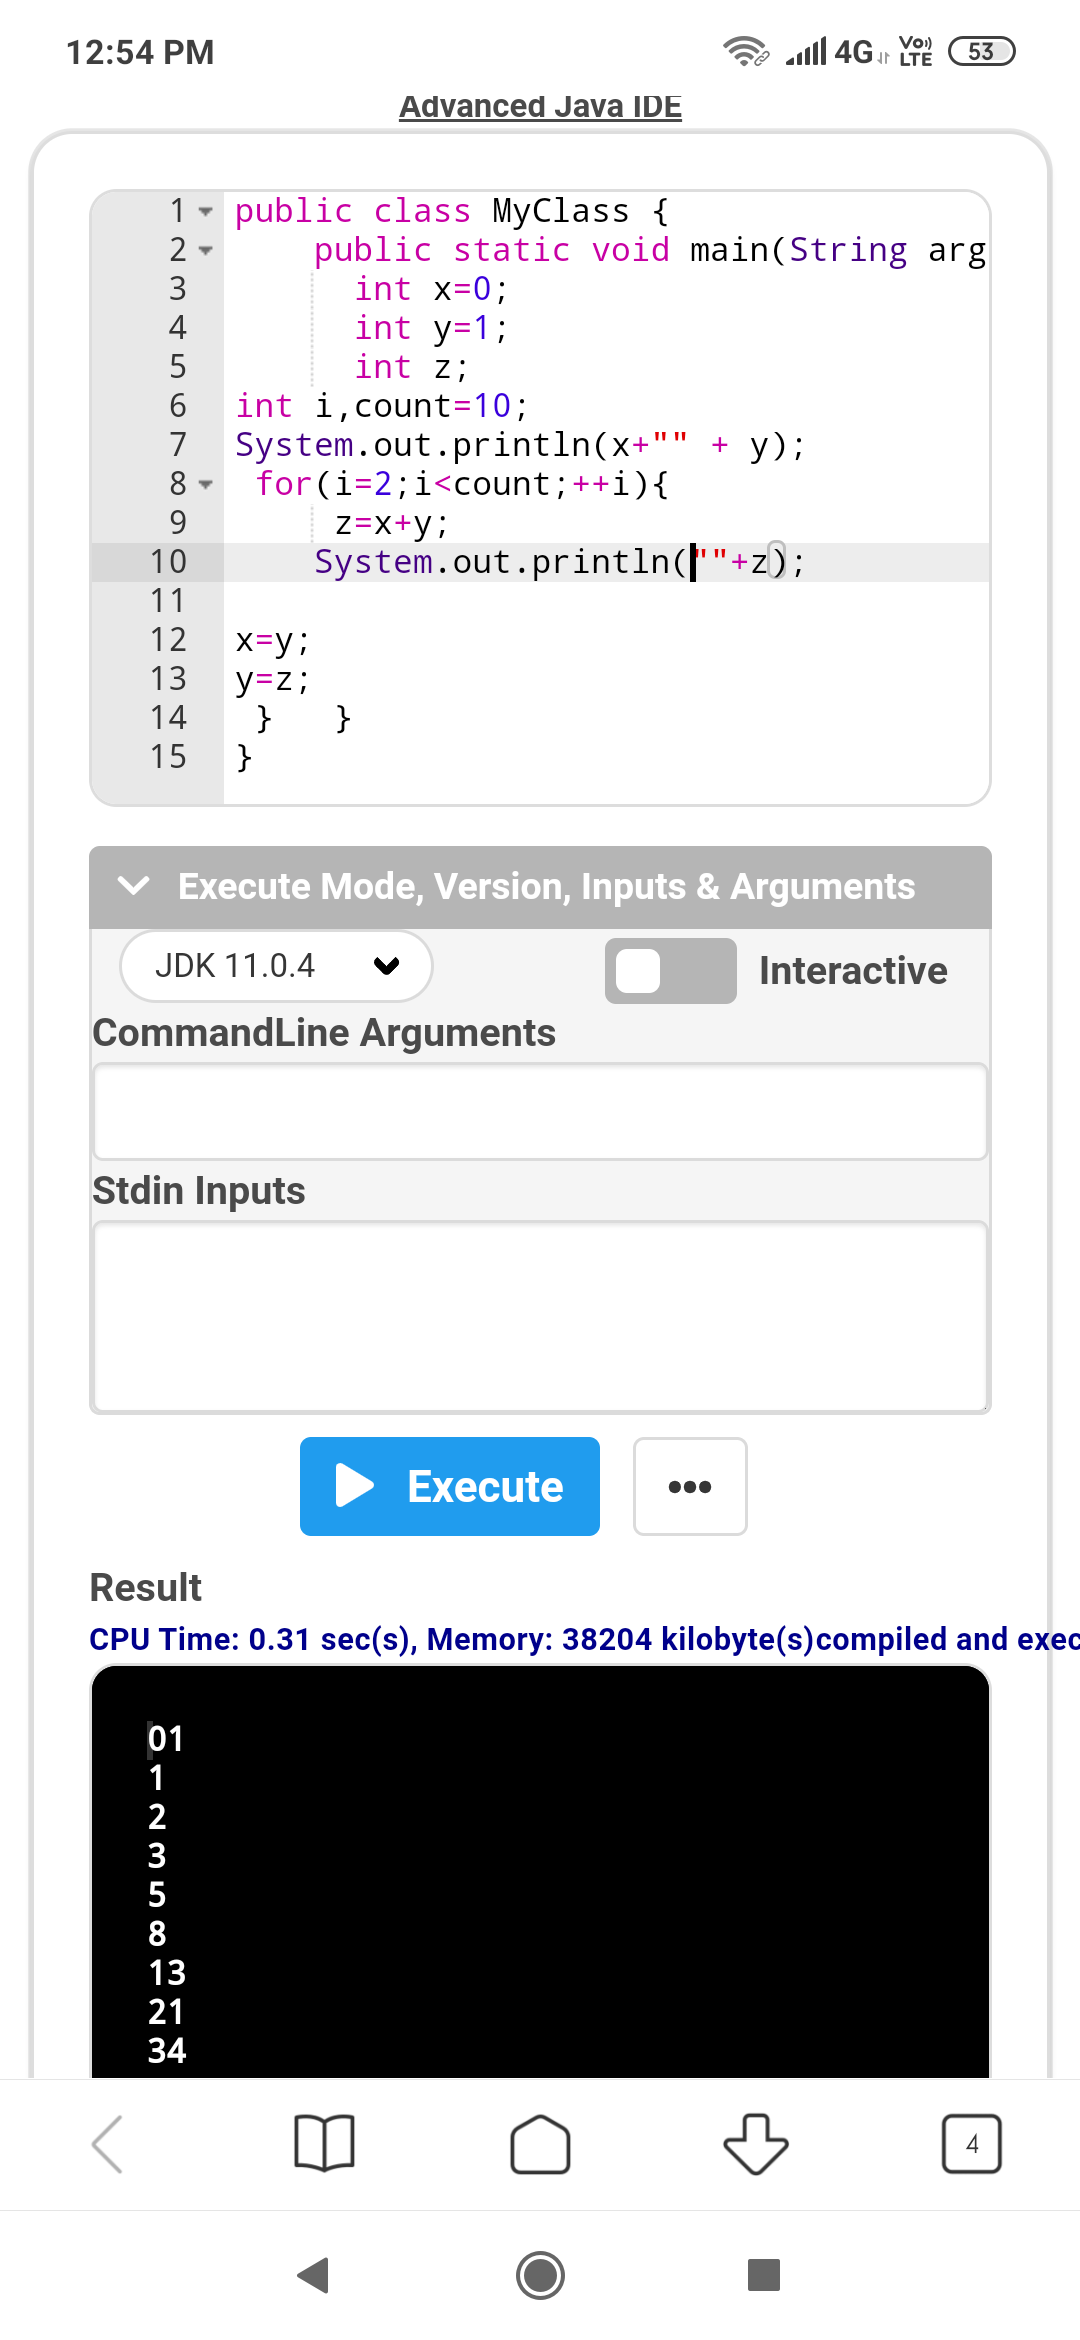 12:54 PM 4G Vo)) LTE 53
Advanced Java IDE
1 public class MyClass {
2 public static void main(String arg
3 int x=0;
4 int y=1;
5 int z;
6 int i,count=10;
7 System.out.println(x+"" + y);
8 for(i=2;i<count;++i){
9 z=x+y;
10 System.out.println(""+z);
11
12 x=y;
13 y=z;
14 } }
15 }
Execute Mode, Version, Inputs & Arguments
JDK 11.0.4 Interactive
CommandLine Arguments
Stdin Inputs
Execute
Result
CPU Time: 0.31 sec(s), Memory: 38204 kilobyte(s)compiled and exec
01
1
2
3
5
8
13
21
34
4